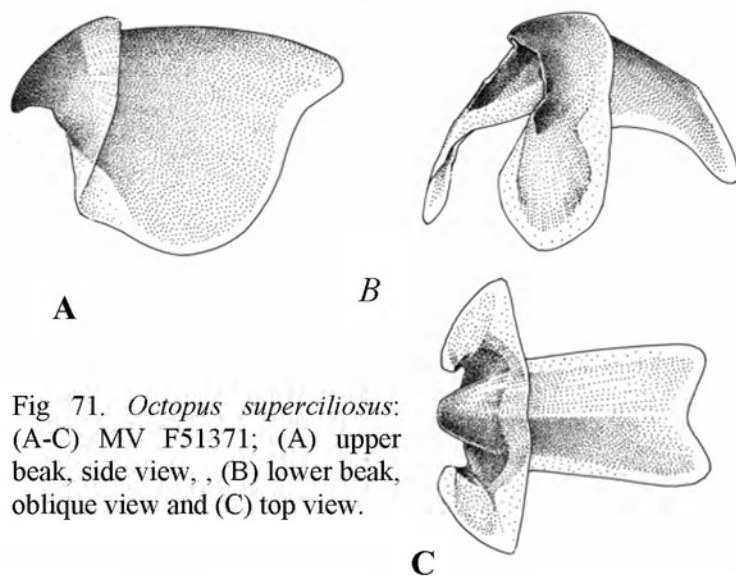 A
B
Fig 71. Octopus superciliosus:
(A-C) MV F51371; (A) upper
beak, side view, , (B) lower beak,
oblique view and (C) top view.
C